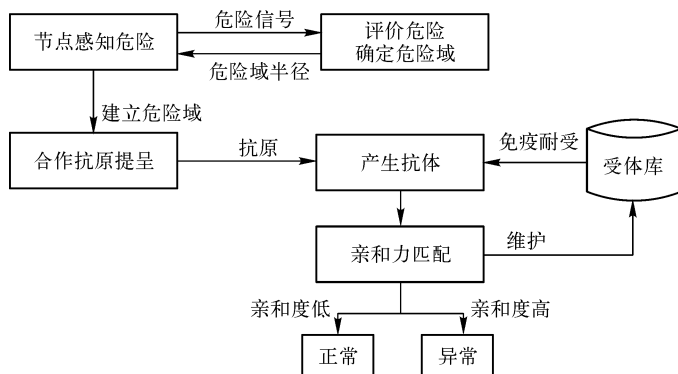 危险信号
节点感知危险
评价危险
确定危险域
危险域半径
建立危险域
合作抗原提呈
抗原
产生抗体
免疫耐受
受体库
亲和力匹配
维护
亲和度低
亲和度高
正常
异常